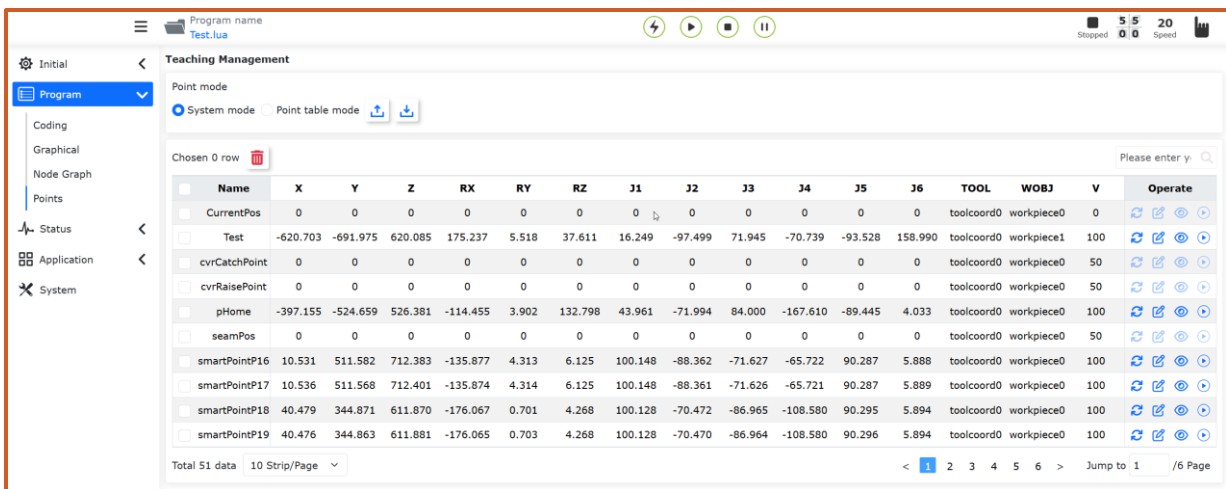 Program name
Test.lua
Stopped
5 5
0 0
20
Speed
Initial
Program
Coding
Graphical
Node Graph
Points
Status
Application
System
Teaching Management
Point mode
System mode Point table mode
Chosen 0 row
Please enter y
Name X Y Z RX RY RZ J1 J2 J3 J4 J5 J6 TOOL WOBJ V Operate
CurrentPos 0 0 0 0 0 0 0 0 0 0 0 0 toolcoord0 workpiece0 0
Test -620.703 -691.975 620.085 175.237 5.518 37.611 16.249 -97.499 71.945 -70.739 -93.528 158.990 toolcoord0 workpiece1 100
cvrCatchPoint 0 0 0 0 0 0 0 0 0 0 0 0 toolcoord0 workpiece0 50
cvrRaisePoint 0 0 0 0 0 0 0 0 0 0 0 0 toolcoord0 workpiece0 50
pHome -397.155 -524.659 526.381 -114.455 3.902 132.798 43.961 -71.994 84.000 -167.610 -89.445 4.033 toolcoord0 workpiece0 100
seamPos 0 0 0 0 0 0 0 0 0 0 0 0 toolcoord0 workpiece0 50
smartPointP16 10.531 511.582 712.383 -135.877 4.313 6.125 100.148 -88.362 -71.627 -65.722 90.287 5.888 toolcoord0 workpiece0 100
smartPointP17 10.536 511.568 712.401 -135.874 4.314 6.125 100.148 -88.361 -71.626 -65.721 90.287 5.889 toolcoord0 workpiece0 100
smartPointP18 40.479 344.871 611.870 -176.067 0.701 4.268 100.128 -70.472 -86.965 -108.580 90.295 5.894 toolcoord0 workpiece0 100
smartPointP19 40.476 344.863 611.881 -176.065 0.703 4.268 100.128 -70.470 -86.964 -108.580 90.296 5.894 toolcoord0 workpiece0 100
Total 51 data 10 Strip/Page < 1 2 3 4 5 6 > Jump to 1 /6 Page